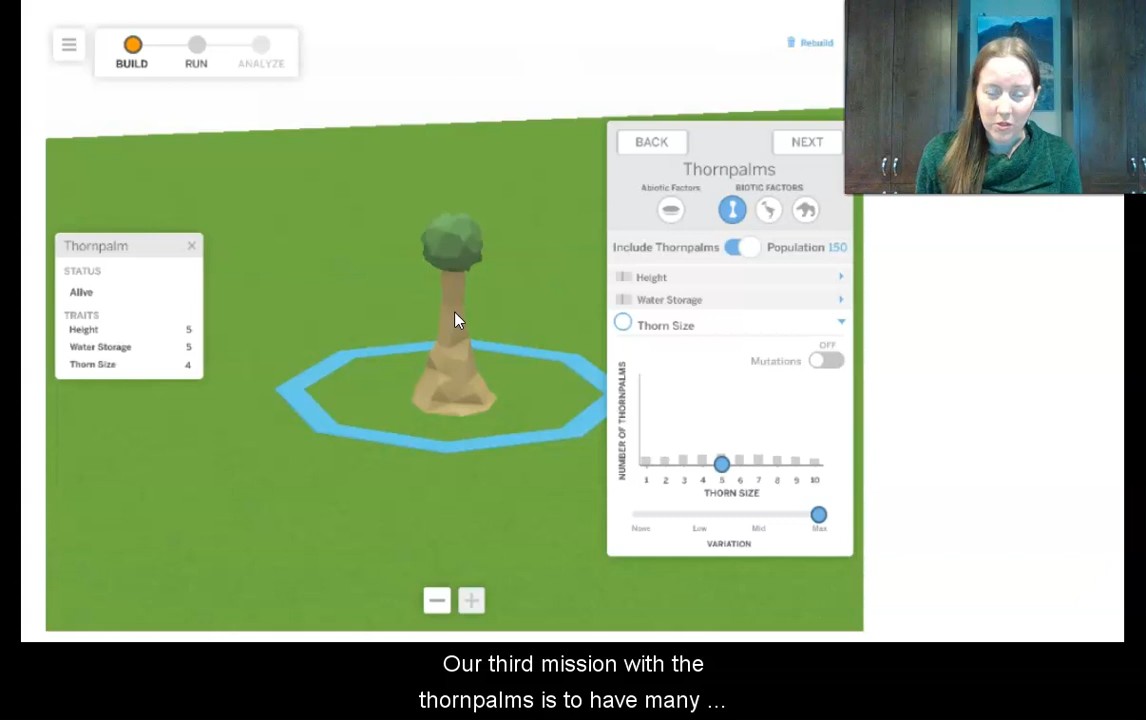 BUILD RUN ANALYZE
Rebuild
BACK NEXT
Thornpalms
Abiotic Factors BIOTIC FACTORS
Include Thornpalms Population 150
Height
Water Storage
Thorn Size
OFF
Mutations
NUMBER OF THORNPALMS
1 2 3 4 5 6 7 8 9 10
THORN SIZE
None Low Mid Max
VARIATION
Thornpalm
STATUS
Alive
TRAITS
Height 5
Water Storage 5
Thorn Size 4
Our third mission with the
thornpalms is to have many ...